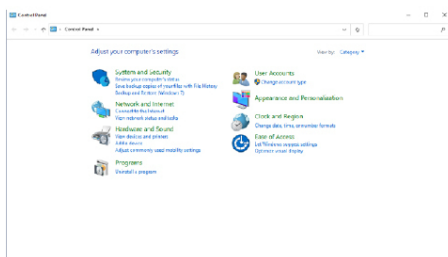 Control Panel
Control Panel >
Adjust your computer's settings
View by: Category
System and Security
Review your computer's status
Save backup copies of your files with File History
Backup and Restore (Windows 7)
Network and Internet
Connect to the Internet
View network status and tasks
Hardware and Sound
View devices and printers
Add a device
Adjust commonly used mobility settings
Programs
Uninstall a program
User Accounts
Change account type
Appearance and Personalization
Clock and Region
Change date, time, or number formats
Ease of Access
Let Windows suggest settings
Optimize visual display